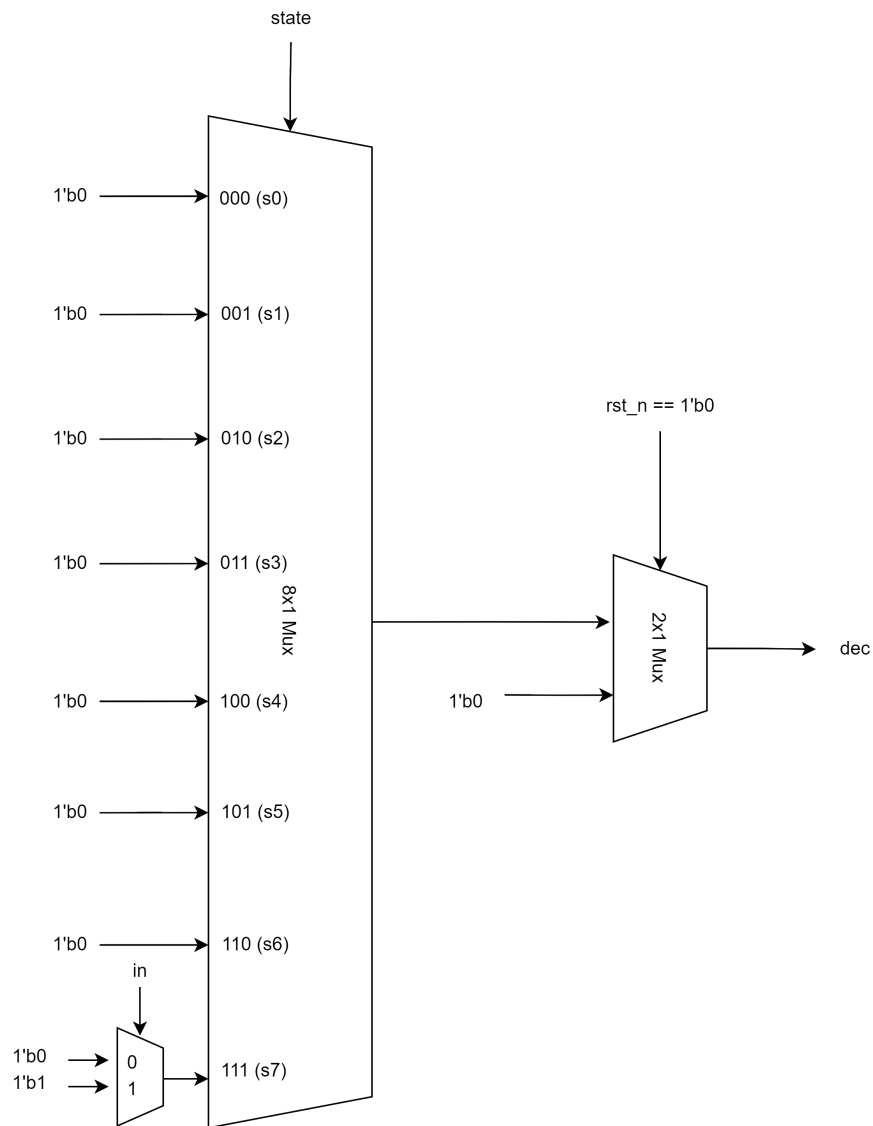 state
1'b0
000 (s0)
1'b0
001 (s1)
1'b0
010 (s2)
rst_n == 1'b0
1'b0
011 (s3)
8x1 Mux
2x1 Mux
dec
1'b0
100 (s4)
1'b0
1'b0
101 (s5)
1'b0
110 (s6)
in
1'b0
0
1'b1
1
111 (s7)